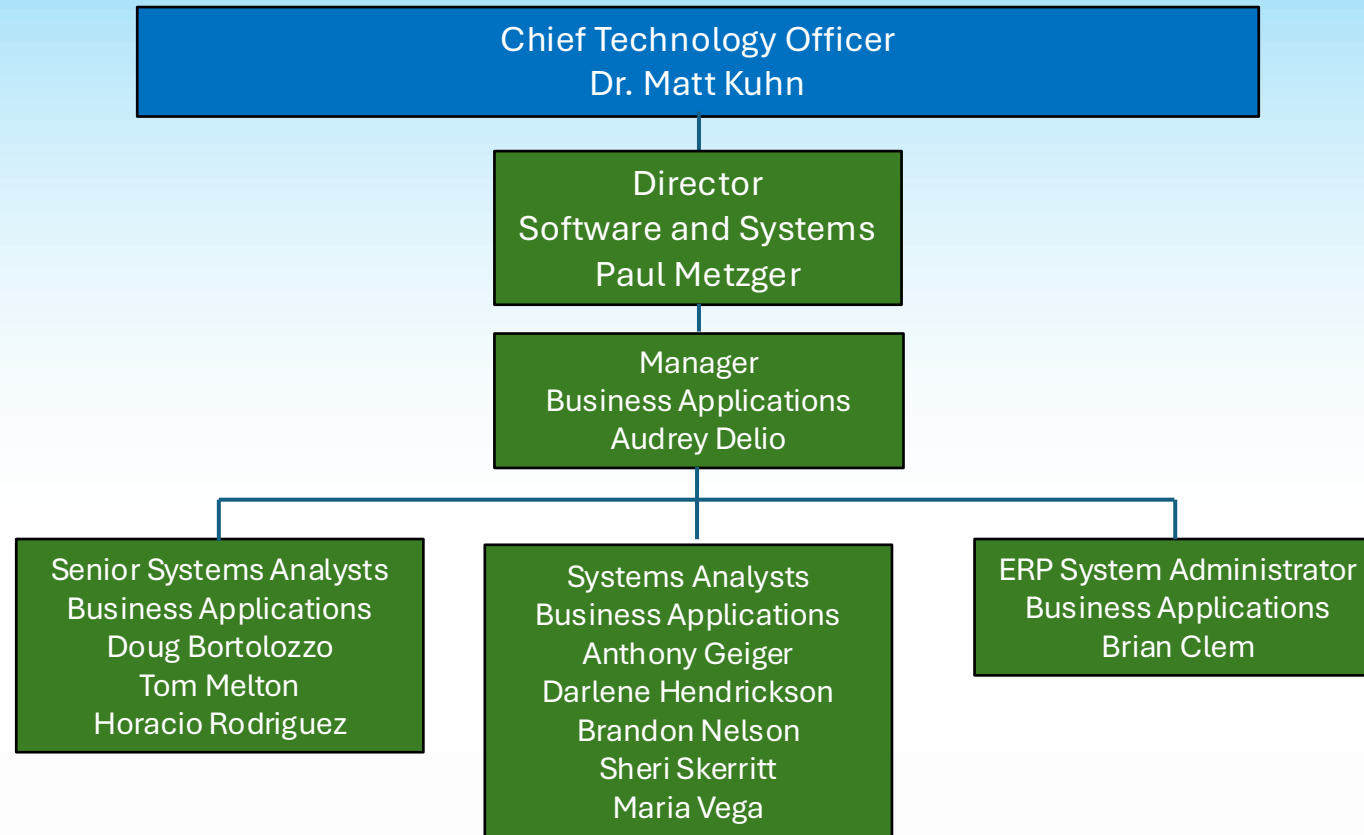 Chief Technology Officer
Dr. Matt Kuhn
Director
Software and Systems
Paul Metzger
Manager
Business Applications
Audrey Delio
Senior Systems Analysts
Business Applications
Doug Bortolozzo
Tom Melton
Horacio Rodriguez
Systems Analysts
Business Applications
Anthony Geiger
Darlene Hendrickson
Brandon Nelson
Sheri Skerritt
Maria Vega
ERP System Administrator
Business Applications
Brian Clem